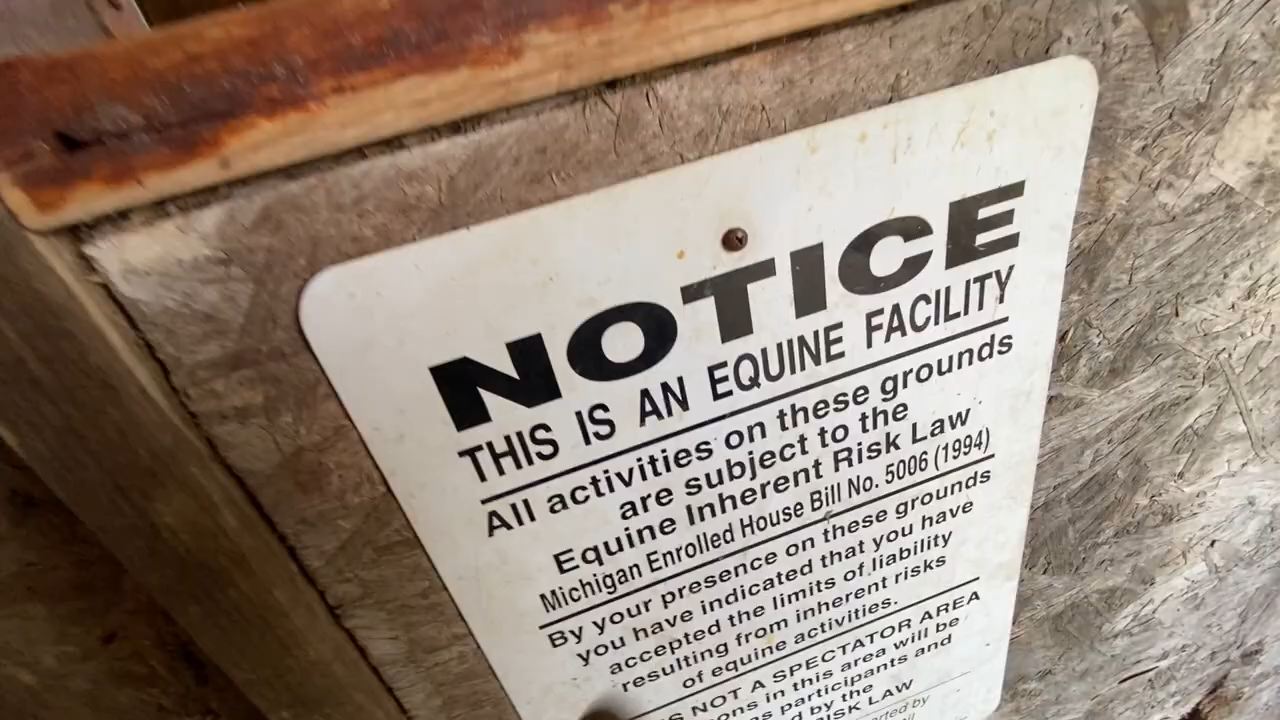 NOTICE
THIS IS AN EQUINE FACILITY
All activities on these grounds
are subject to the
Equine Inherent Risk Law
Michigan Enrolled House Bill No. 5006 (1994)
By your presence on these grounds
you have indicated that you have
accepted the limits of liability
resulting from inherent risks
of equine activities.
NOT A SPECTATOR AREA
in this area will be
participants and
by the
RISK LAW
by